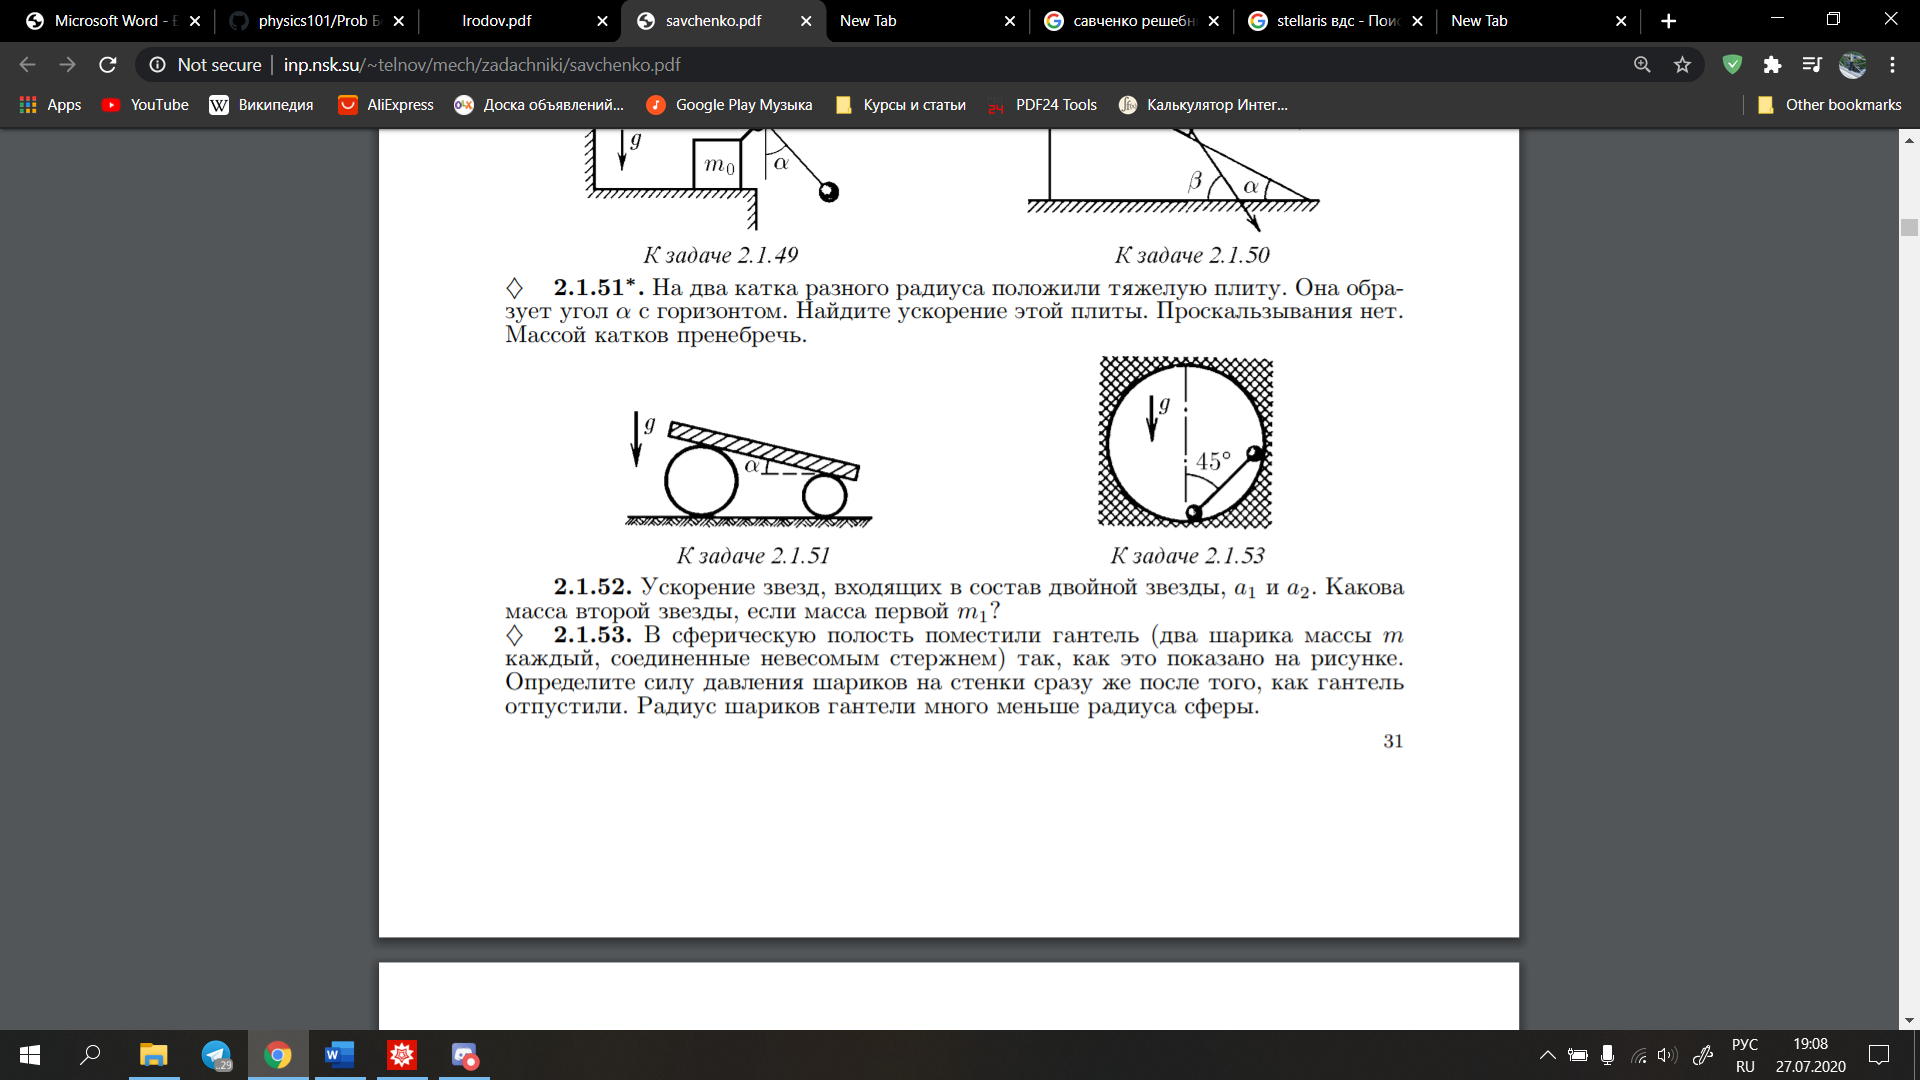 Microsoft Word - Б
physics101/Prob Б
Irodov.pdf
savchenko.pdf
New Tab
савченко решебн
stellaris вдс - Пои
New Tab
Not secure
inp.nsk.su/~telnov/mech/zadachniki/savchenko.pdf
Apps
YouTube
Википедия
AliExpress
Доска объявлений...
Google Play Музыка
Курсы и статьи
PDF24 Tools
Калькулятор Интег...
Other bookmarks
g
m0
α
β
α
К задаче 2.1.49
К задаче 2.1.50
♢ 2.1.51*. На два катка разного радиуса положили тяжелую плиту. Она обра-
зует угол α с горизонтом. Найдите ускорение этой плиты. Проскальзывания нет.
Массой катков пренебречь.
g
α
g
45°
К задаче 2.1.51
К задаче 2.1.53
2.1.52. Ускорение звезд, входящих в состав двойной звезды, a1 и a2. Какова
масса второй звезды, если масса первой m1?
♢ 2.1.53. В сферическую полость поместили гантель (два шарика массы m
каждый, соединенные невесомым стержнем) так, как это показано на рисунке.
Определите силу давления шариков на стенки сразу же после того, как гантель
отпустили. Радиус шариков гантели много меньше радиуса сферы.
31
РУС
RU
19:08
27.07.2020